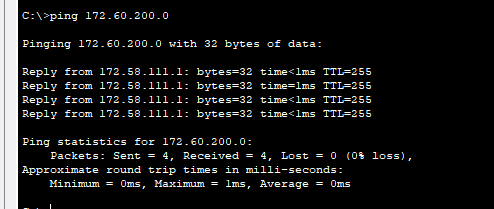 C:\>ping 172.60.200.0
Pinging 172.60.200.0 with 32 bytes of data:
Reply from 172.58.111.1: bytes=32 time<1ms TTL=255
Reply from 172.58.111.1: bytes=32 time=1ms TTL=255
Reply from 172.58.111.1: bytes=32 time<1ms TTL=255
Reply from 172.58.111.1: bytes=32 time<1ms TTL=255
Ping statistics for 172.60.200.0:
Packets: Sent = 4, Received = 4, Lost = 0 (0% loss),
Approximate round trip times in milli-seconds:
Minimum = 0ms, Maximum = 1ms, Average = 0ms